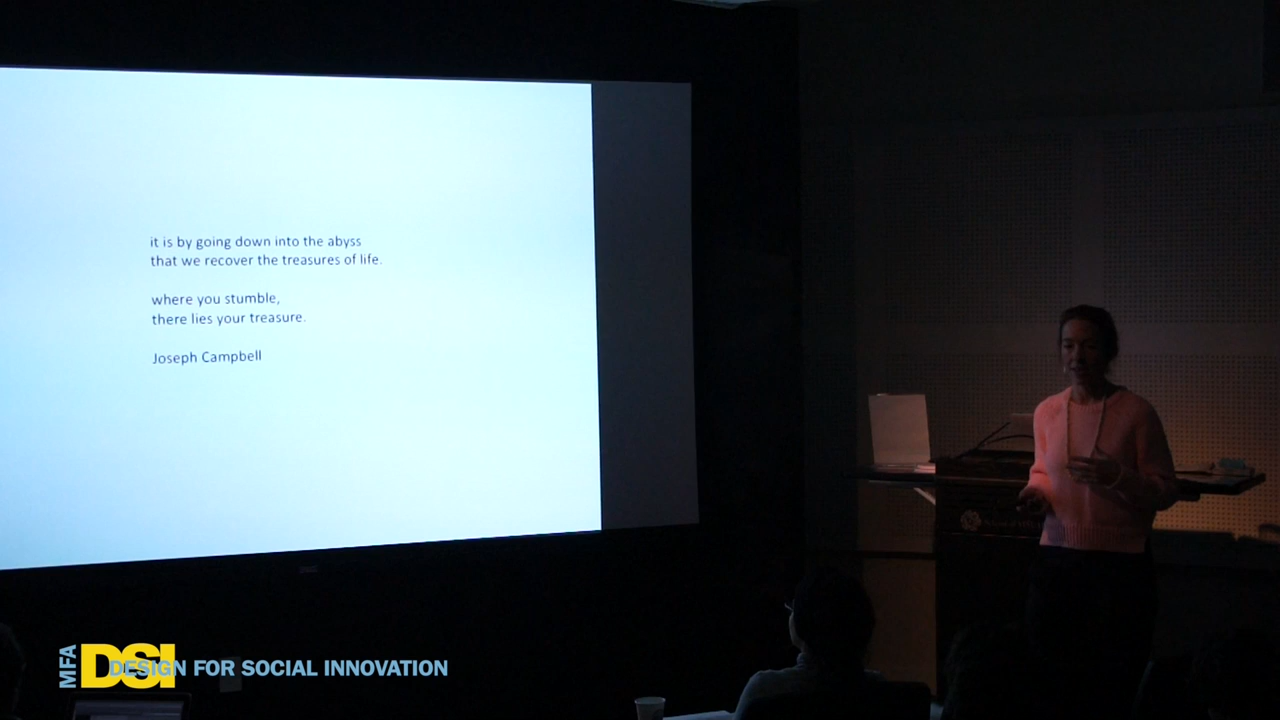 it is by going down into the abyss
that we recover the treasures of life.
where you stumble,
there lies your treasure.
Joseph Campbell
MFA
DSI
DESIGN FOR SOCIAL INNOVATION